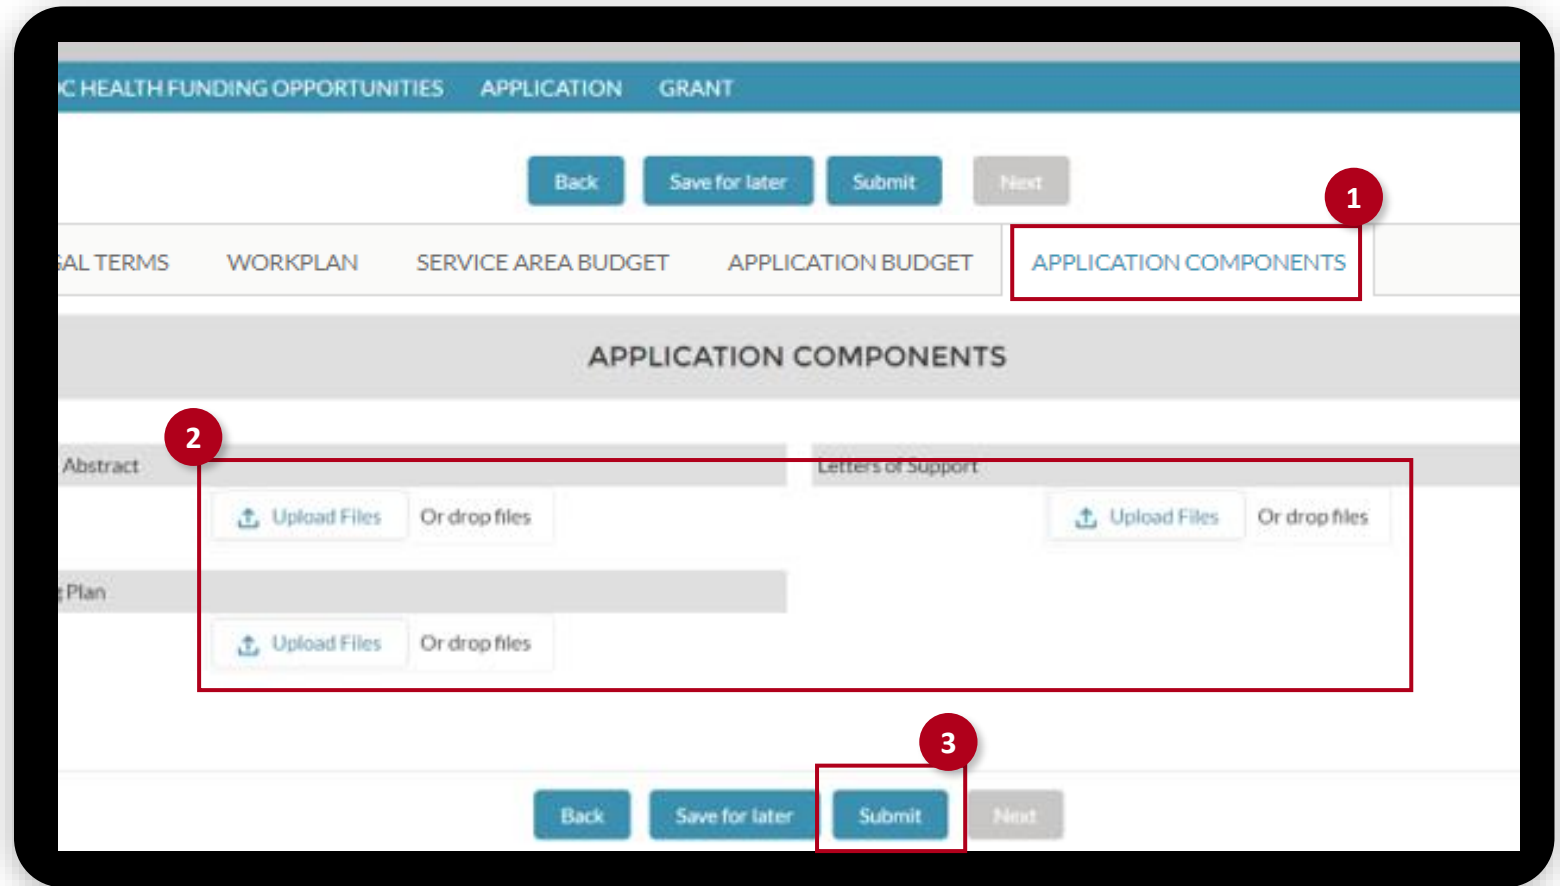 C HEALTH FUNDING OPPORTUNITIES APPLICATION GRANT
Back Save for later Submit Next
1
GAL TERMS WORKPLAN SERVICE AREA BUDGET APPLICATION BUDGET APPLICATION COMPONENTS
APPLICATION COMPONENTS
2
Abstract Letters of Support
Upload Files Or drop files Upload Files Or drop files
g Plan
Upload Files Or drop files
3
Back Save for later Submit Next